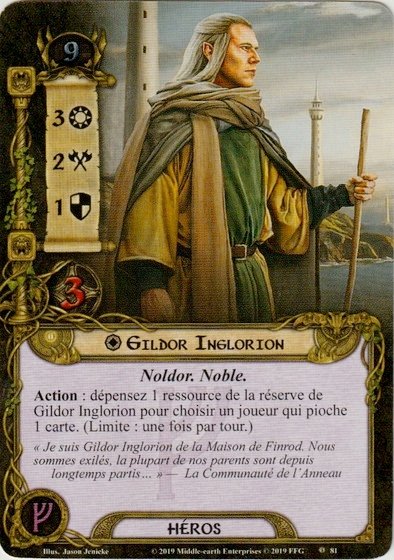 9
3
2
1
3
Gildor Inglorion
Noldor. Noble.
Action : dépensez 1 ressource de la réserve de
Gildor Inglorion pour choisir un joueur qui pioche
1 carte. (Limite : une fois par tour.)
« Je suis Gildor Inglorion de la Maison de Finrod. Nous
sommes exilés, la plupart de nos parents sont depuis
longtemps partis… » — La Communauté de l'Anneau
HÉROS
Illus. Jason Jenicke © 2019 Middle-earth Enterprises © 2019 FFG 81